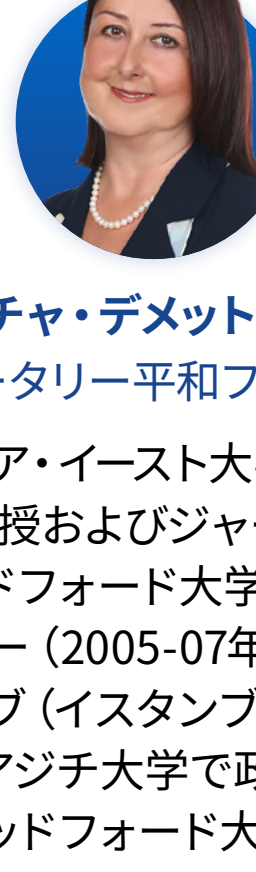 チャ・デメット
ータリー平和フ
ア・イースト大
授およびジャ
ドフォード大学
ー（2005-07年
ブ（イスタンブ
アジチ大学で政
ッドフォード大